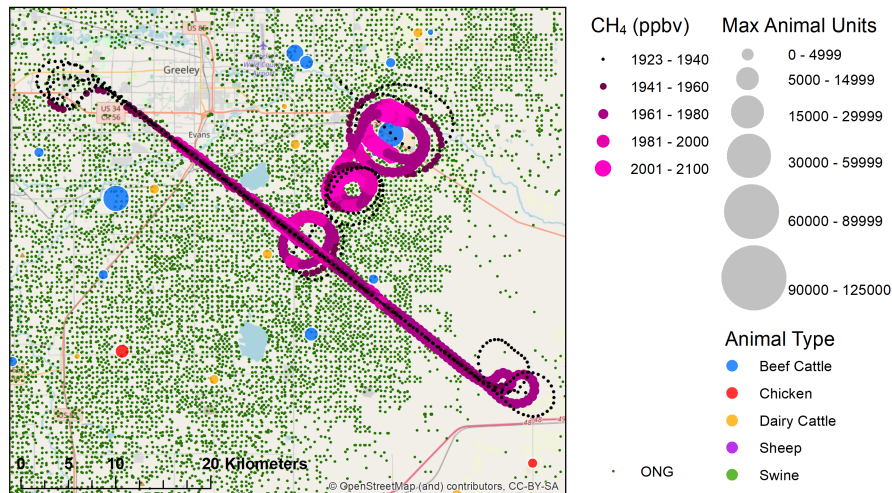 US 85
Greeley
US 34
Evans
0 5 10 20 Kilometers
© OpenStreetMap (and) contributors, CC-BY-SA
CH₄ (ppbv)
1923 - 1940
1941 - 1960
1961 - 1980
1981 - 2000
2001 - 2100
ONG
Max Animal Units
0 - 4999
5000 - 14999
15000 - 29999
30000 - 59999
60000 - 89999
90000 - 125000
Animal Type
Beef Cattle
Chicken
Dairy Cattle
Sheep
Swine